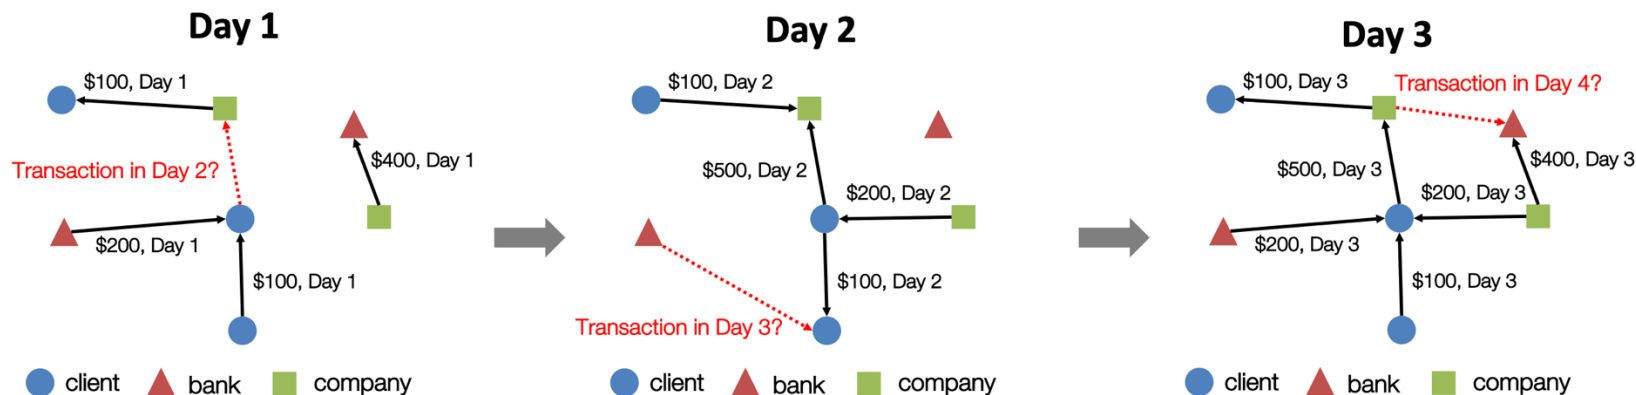 Day 1
$100, Day 1
$400, Day 1
Transaction in Day 2?
$200, Day 1
$100, Day 1
client
bank
company
Day 2
$100, Day 2
$500, Day 2
$200, Day 2
$100, Day 2
Transaction in Day 3?
client
bank
company
Day 3
$100, Day 3
Transaction in Day 4?
$400, Day 3
$500, Day 3
$200, Day 3
$200, Day 3
$100, Day 3
client
bank
company